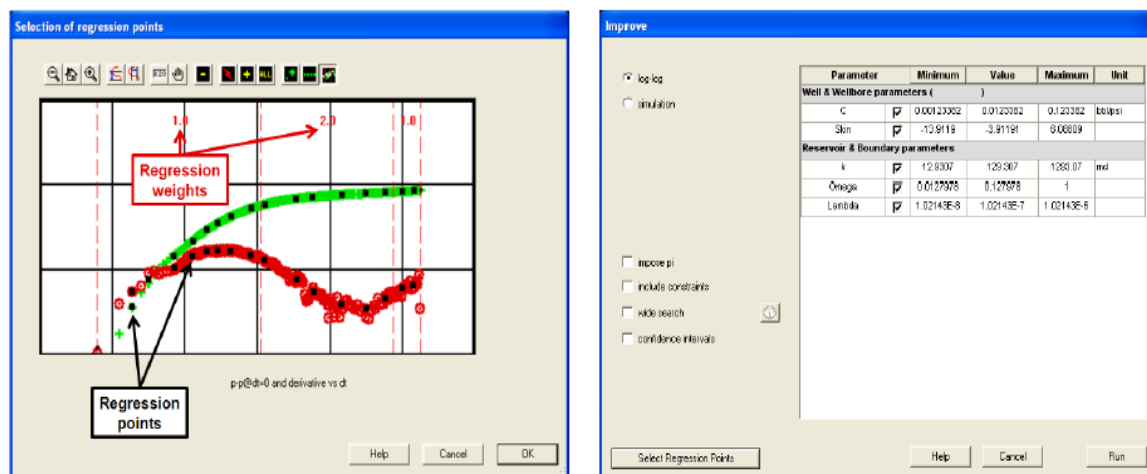 Selection of regression points
1.0
2.0
1.0
Regression
weights
Regression
points
p-p@dt=0 and derivative vs dt
Help
Cancel
OK
Improve
log-log
simulation
impose pi
include constraints
wide search
confidence intervals
Parameter Minimum Value Maximum Unit
Well & Wellbore parameters ( )
C 0.00123382 0.0123382 0.123382 bbl/psi
Skin -13.9119 -3.91191 6.08809
Reservoir & Boundary parameters
k 12.9307 129.307 1293.07 md
Omega 0.0127978 0.127978 1
Lambda 1.02143E-8 1.02143E-7 1.02143E-6
Select Regression Points
Help
Cancel
Run